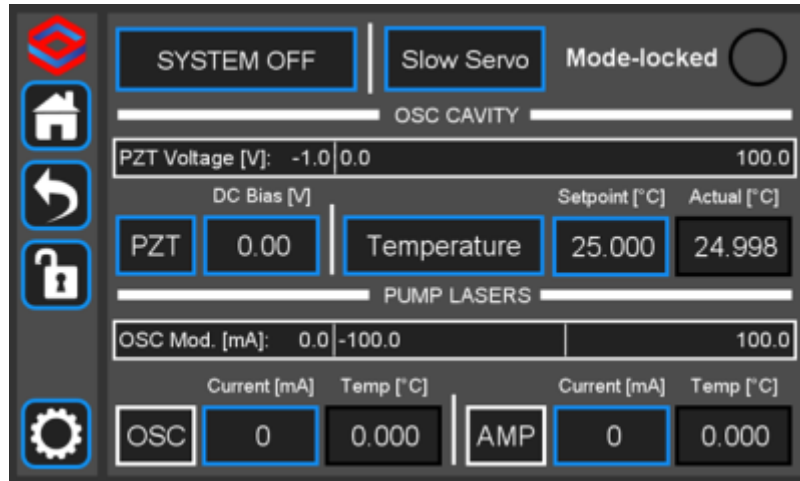 SYSTEM OFF Slow Servo Mode-locked
OSC CAVITY
PZT Voltage [V]: -1.0 0.0 100.0
DC Bias [V] Setpoint [°C] Actual [°C]
PZT 0.00 Temperature 25.000 24.998
PUMP LASERS
OSC Mod. [mA]: 0.0 -100.0 100.0
Current [mA] Temp [°C] Current [mA] Temp [°C]
OSC 0 0.000 AMP 0 0.000